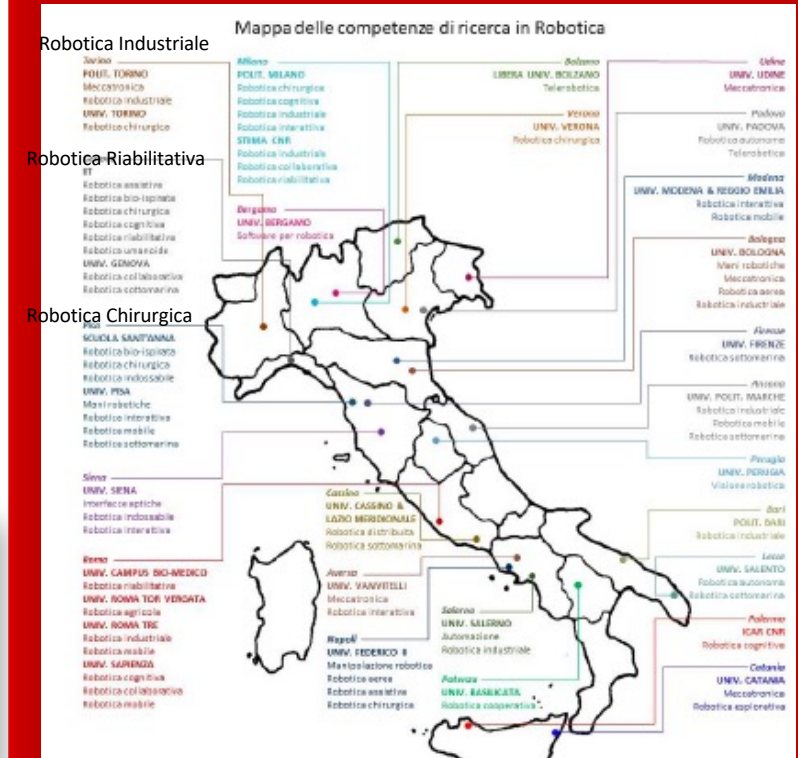 Mappa delle competenze di ricerca in Robotica
Robotica Industriale
Torino
POLIT. TORINO
Meccatronica
Robotica industriale
UNIV. TORINO
Robotica chirurgica
Robotica Riabilitativa
IIT
Robotica assistive
Robotica bio-ispirata
Robotica chirurgica
Robotica cognitiva
Robotica riabilitativa
Robotica umanoide
UNIV. GENOVA
Robotica collaborativa
Robotica sottomarina
Robotica Chirurgica
Pisa
SCUOLA SANT'ANNA
Robotica bio-ispirata
Robotica chirurgica
Robotica indossabile
UNIV. PISA
Mani robotiche
Robotica interattiva
Robotica mobile
Robotica sottomarina
Siena
UNIV. SIENA
Interfacce aptiche
Robotica indossabile
Robotica interattiva
Roma
UNIV. CAMPUS BIO-MEDICO
Robotica riabilitativa
UNIV. ROMA TOR VERGATA
Robotica agricola
UNIV. ROMA TRE
Robotica industriale
Robotica mobile
UNIV. SAPIENZA
Robotica cognitiva
Robotica collaborativa
Robotica mobile
Milano
POLIT. MILANO
Robotica chirurgica
Robotica cognitiva
Robotica industriale
Robotica interattiva
STIIMA CNR
Robotica industriale
Robotica collaborativa
Robotica riabilitativa
Bergamo
UNIV. BERGAMO
Software per robotica
Cassino
UNIV. CASSINO &
LAZIO MERIDIONALE
Robotica distribuita
Robotica sottomarina
Aversa
UNIV. VANVITELLI
Meccatronica
Robotica interattiva
Napoli
UNIV. FEDERICO II
Manipolazione robotica
Robotica aerea
Robotica assistive
Robotica chirurgica
Salerno
UNIV. SALERNO
Automazione
Robotica industriale
Potenza
UNIV. BASILICATA
Robotica cooperativa
Bolzano
LIBERA UNIV. BOLZANO
Telerobotica
Verona
UNIV. VERONA
Robotica chirurgica
Udine
UNIV. UDINE
Meccatronica
Padova
UNIV. PADOVA
Robotica autonoma
Telerobotica
Modena
UNIV. MODENA & REGGIO EMILIA
Robotica interattiva
Robotica mobile
Bologna
UNIV. BOLOGNA
Mani robotiche
Meccatronica
Robotica aerea
Robotica industriale
Firenze
UNIV. FIRENZE
Robotica sottomarina
Ancona
UNIV. POLIT. MARCHE
Robotica industriale
Robotica mobile
Robotica sottomarina
Perugia
UNIV. PERUGIA
Visione robotica
Bari
POLIT. BARI
Robotica industriale
Lecce
UNIV. SALENTO
Robotica autonoma
Robotica sottomarina
Palermo
ICAR CNR
Robotica cognitiva
Catania
UNIV. CATANIA
Meccatronica
Robotica esplorativa